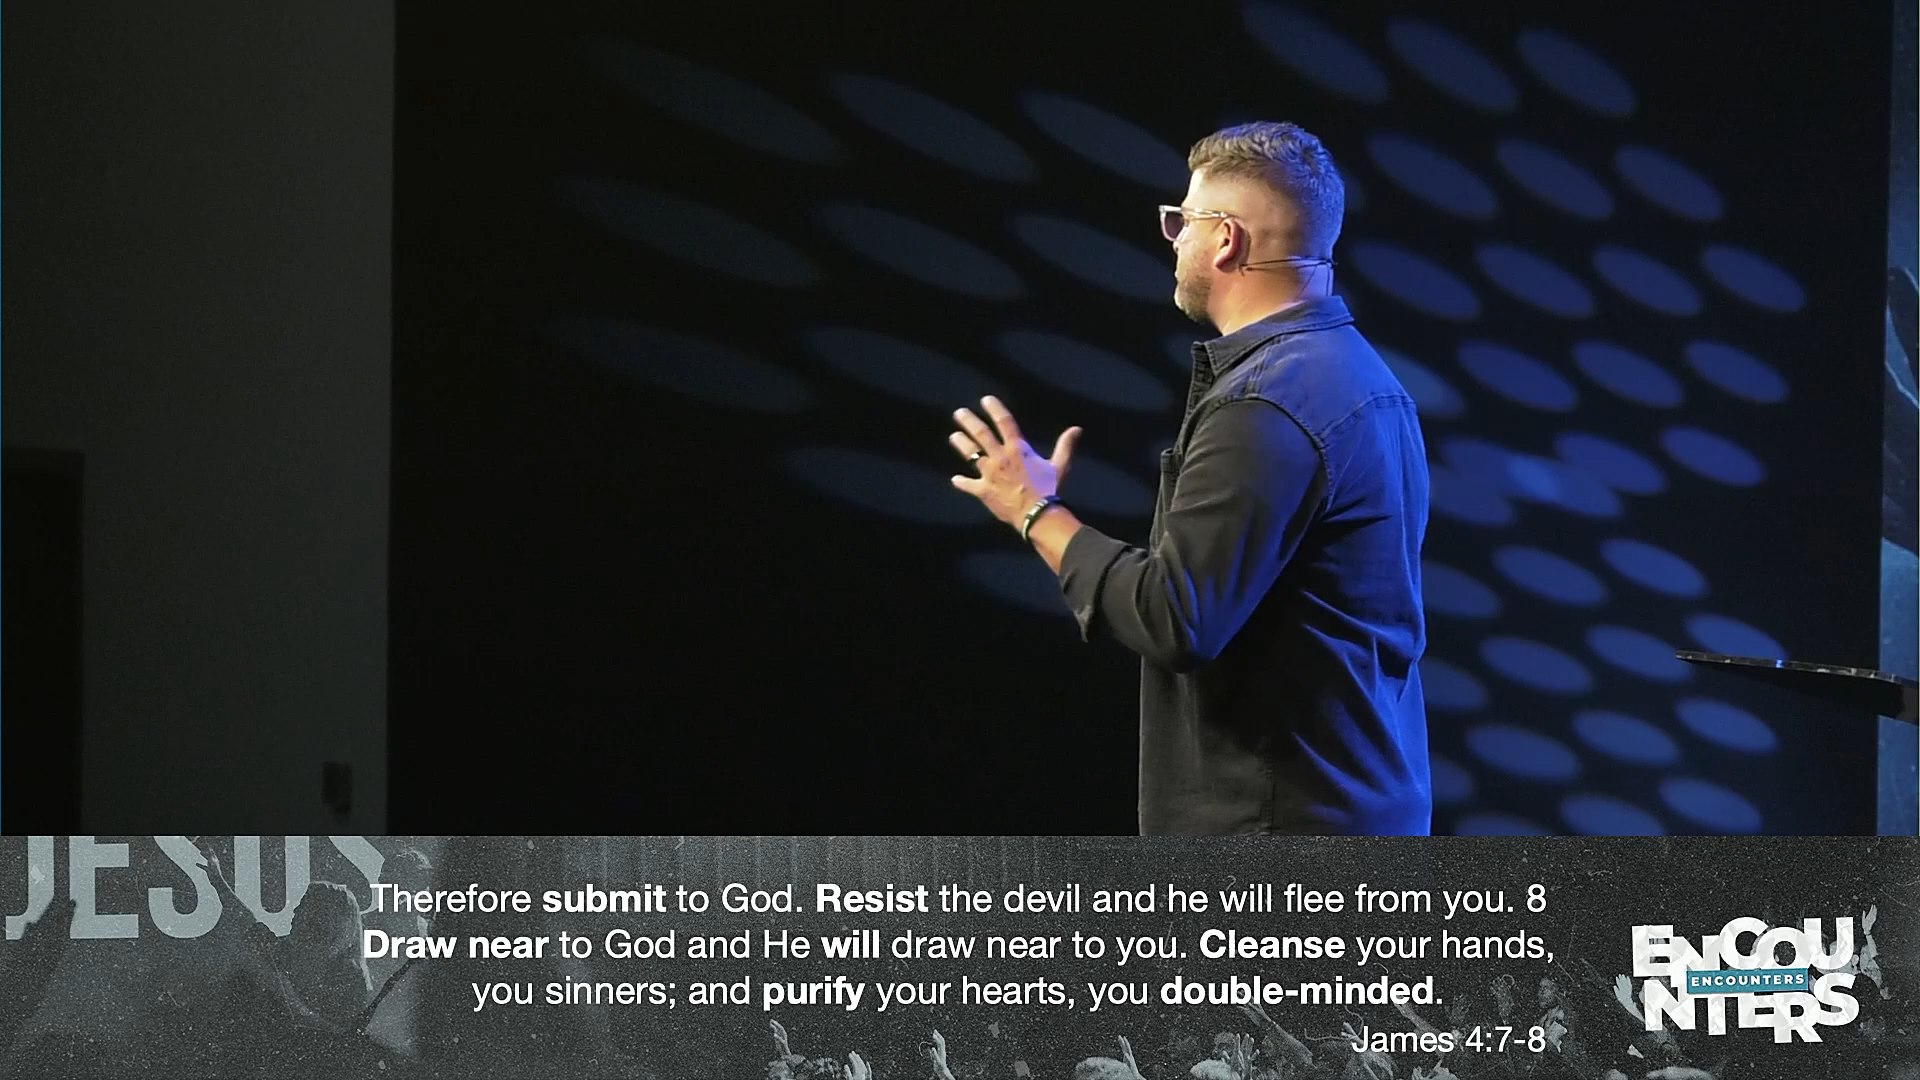 JESUS
Therefore submit to God. Resist the devil and he will flee from you. 8
Draw near to God and He will draw near to you. Cleanse your hands,
you sinners; and purify your hearts, you double-minded.
James 4:7-8
ENCOU
ENCOUNTERS
NTERS